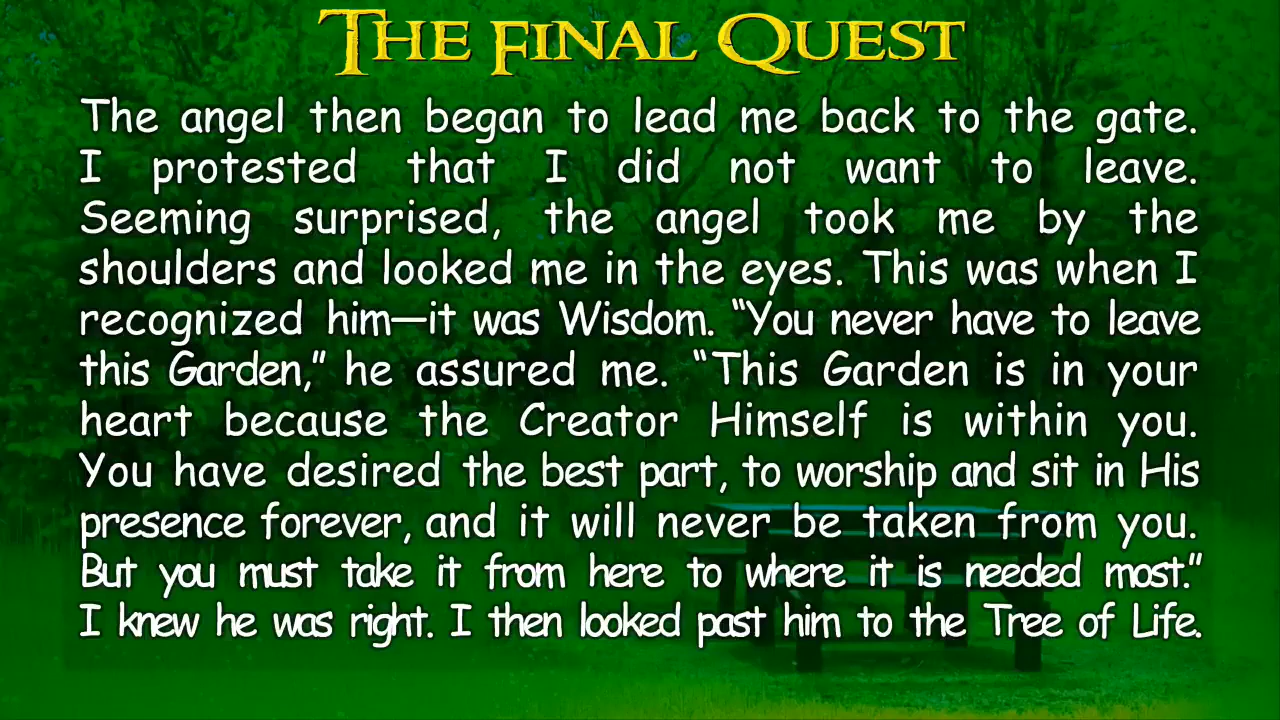 THE FINAL QUEST
The angel then began to lead me back to the gate.
I protested that I did not want to leave.
Seeming surprised, the angel took me by the
shoulders and looked me in the eyes. This was when I
recognized him—it was Wisdom. “You never have to leave
this Garden,” he assured me. “This Garden is in your
heart because the Creator Himself is within you.
You have desired the best part, to worship and sit in His
presence forever, and it will never be taken from you.
But you must take it from here to where it is needed most.”
I knew he was right. I then looked past him to the Tree of Life.